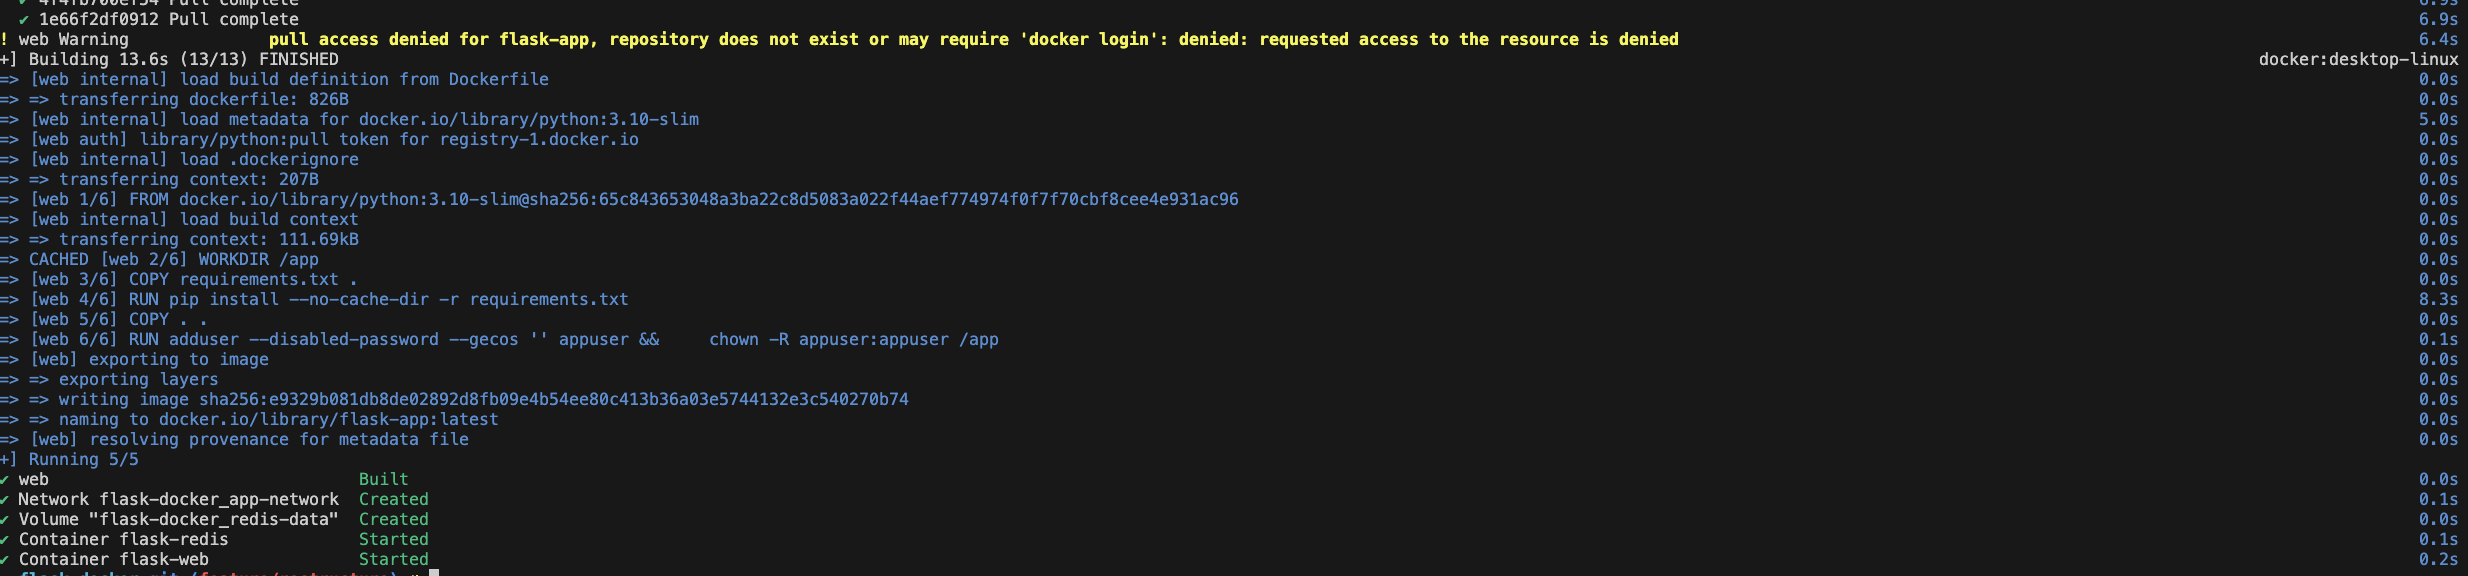 ✔ 4f4fb700ef54 Pull complete 6.9s
✔ 1e66f2df0912 Pull complete 6.9s
! web Warning pull access denied for flask-app, repository does not exist or may require 'docker login': denied: requested access to the resource is denied 6.4s
+] Building 13.6s (13/13) FINISHED docker:desktop-linux
=> [web internal] load build definition from Dockerfile 0.0s
=> => transferring dockerfile: 826B 0.0s
=> [web internal] load metadata for docker.io/library/python:3.10-slim 5.0s
=> [web auth] library/python:pull token for registry-1.docker.io 0.0s
=> [web internal] load .dockerignore 0.0s
=> => transferring context: 207B 0.0s
=> [web 1/6] FROM docker.io/library/python:3.10-slim@sha256:65c843653048a3ba22c8d5083a022f44aef774974f0f7f70cbf8cee4e931ac96 0.0s
=> [web internal] load build context 0.0s
=> => transferring context: 111.69kB 0.0s
=> CACHED [web 2/6] WORKDIR /app 0.0s
=> [web 3/6] COPY requirements.txt . 0.0s
=> [web 4/6] RUN pip install --no-cache-dir -r requirements.txt 8.3s
=> [web 5/6] COPY . . 0.0s
=> [web 6/6] RUN adduser --disabled-password --gecos '' appuser && chown -R appuser:appuser /app 0.1s
=> [web] exporting to image 0.0s
=> => exporting layers 0.0s
=> => writing image sha256:e9329b081db8de02892d8fb09e4b54ee80c413b36a03e5744132e3c540270b74 0.0s
=> => naming to docker.io/library/flask-app:latest 0.0s
=> [web] resolving provenance for metadata file 0.0s
+] Running 5/5
✔ web Built 0.0s
✔ Network flask-docker_app-network Created 0.1s
✔ Volume "flask-docker_redis-data" Created 0.0s
✔ Container flask-redis Started 0.1s
✔ Container flask-web Started 0.2s